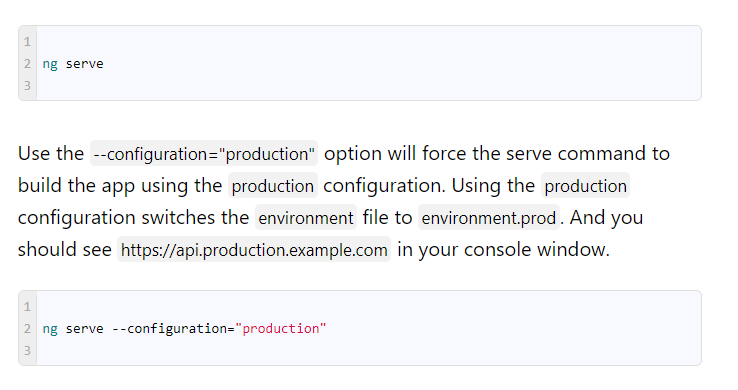 1
2 ng serve
3
Use the --configuration="production" option will force the serve command to
build the app using the production configuration. Using the production
configuration switches the environment file to environment.prod. And you
should see https://api.production.example.com in your console window.
1
2 ng serve --configuration="production"
3